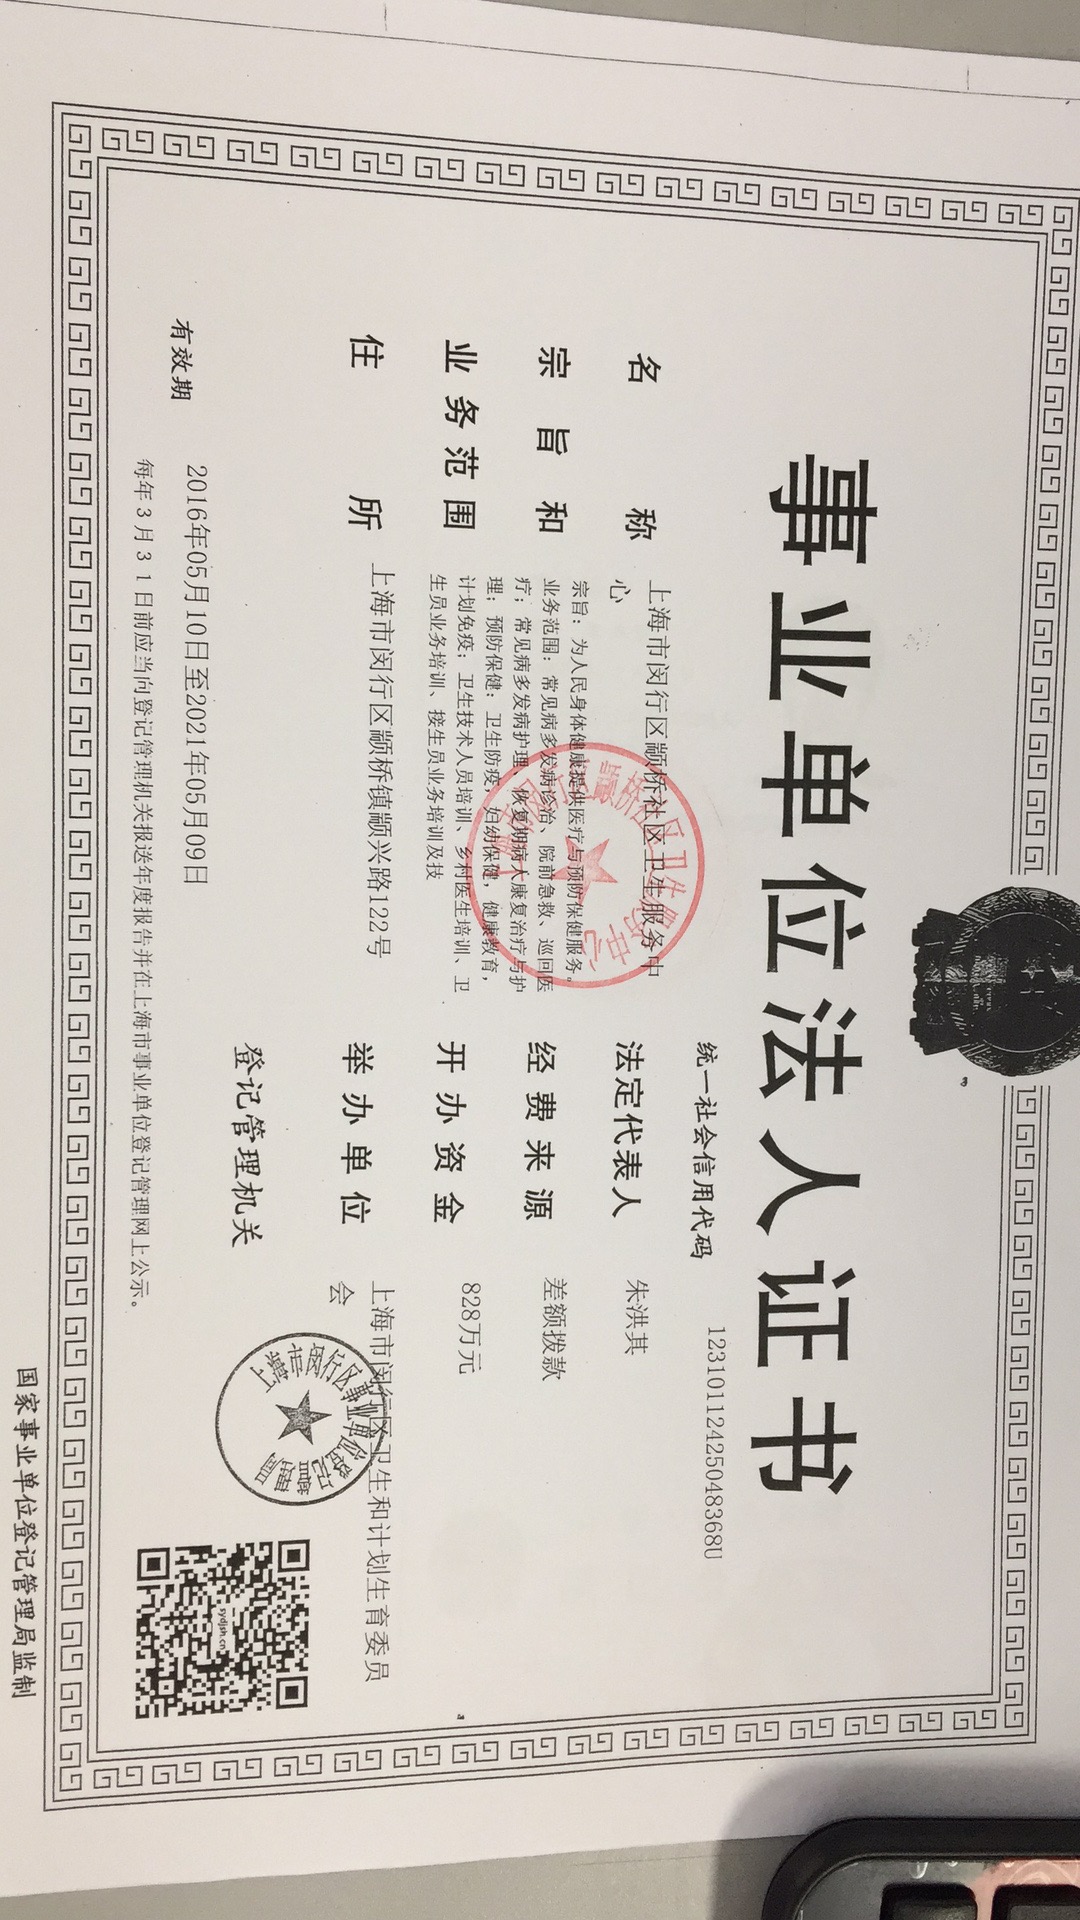 事业单位法人证书
统一社会信用代码 12310112425048368U
名称 上海市闵行区颛桥社区卫生服务中
心
法定代表人 朱洪其
宗旨和
业务范围
宗旨：为人民身体健康提供医疗与预防保健服务。
业务范围：常见病多发病诊治、院前急救、巡回医
疗；常见病多发病护理、恢复期病人康复治疗与护
理；预防保健：卫生防疫，妇幼保健，健康教育，
计划免疫；卫生技术人员培训、乡村医生培训、卫
生员业务培训、接生员业务培训及技
经费来源 差额拨款
开办资金 828万元
住所 上海市闵行区颛桥镇颛兴路122号
举办单位 上海市闵行区卫生和计划生育委员
会
登记管理机关
有效期 2016年05月10日至2021年05月09日
每年3月31日前应当向登记管理机关报送年度报告并在上海市事业单位登记管理网上公示。
上海市闵行区颛桥社区卫生服务中心
上海市闵行区事业单位登记管理局
sydjsh.cn
国家事业单位登记管理局监制